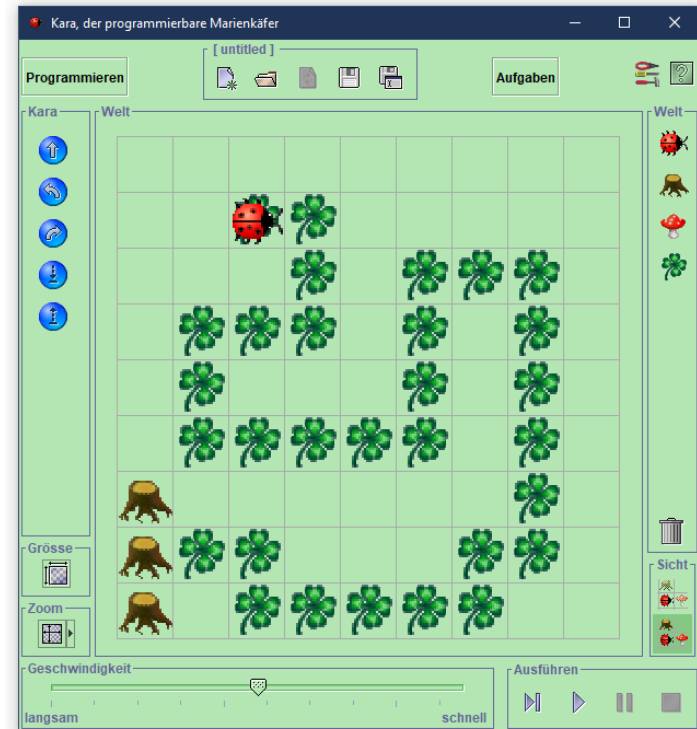 Kara, der programmierbare Marienkäfer
Programmieren
[ untitled ]
Aufgaben
Kara
Welt
Welt
Grösse
Zoom
Sicht
Geschwindigkeit
langsam
schnell
Ausführen